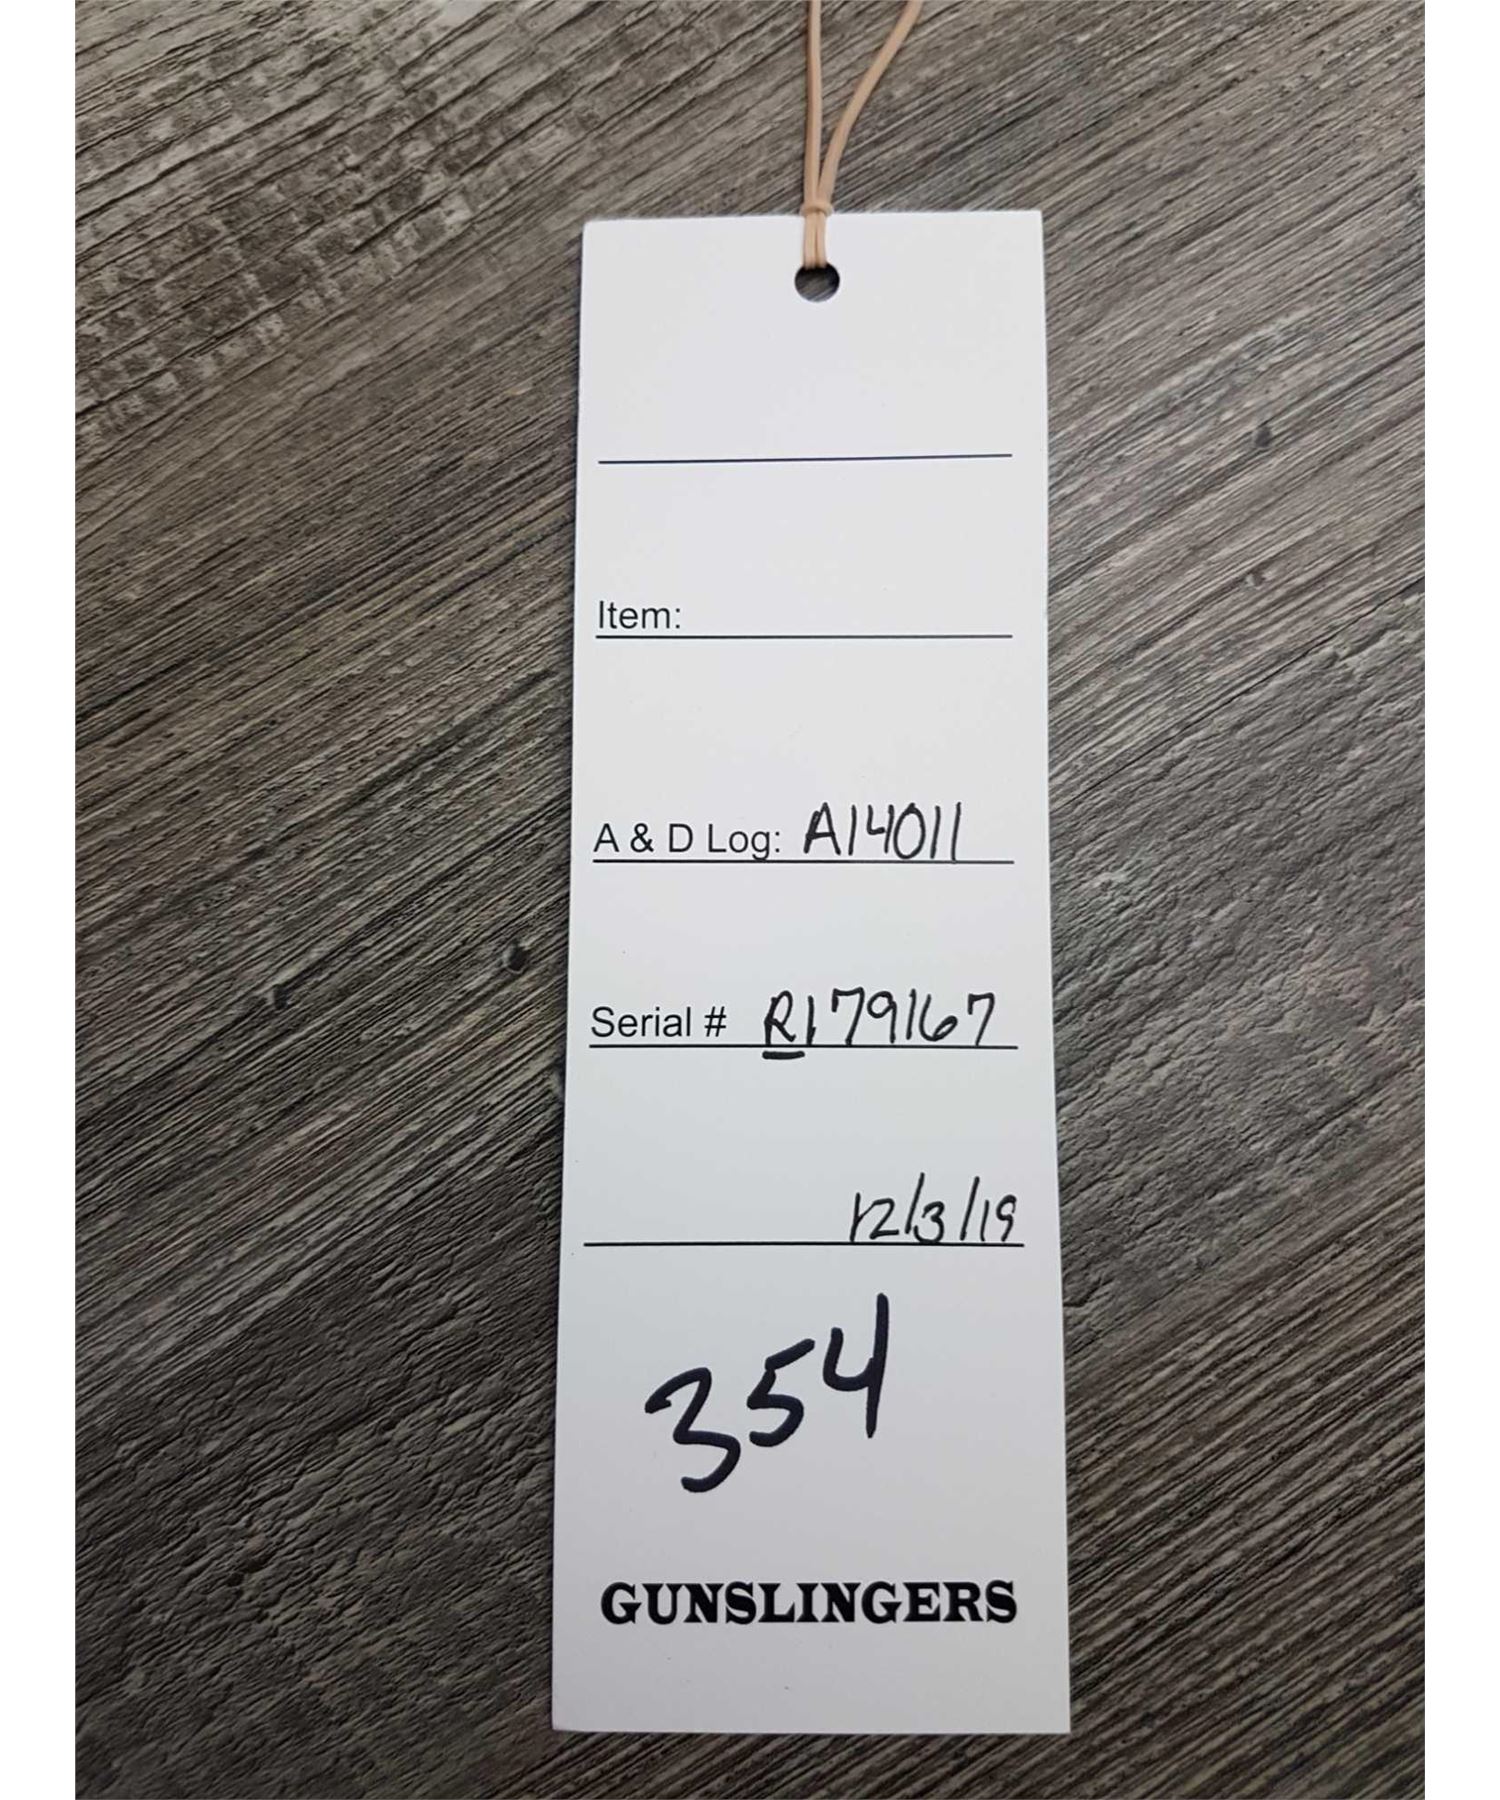 Item:
A & D Log: A14011
Serial # R179167
12/3/19
354
GUNSLINGERS